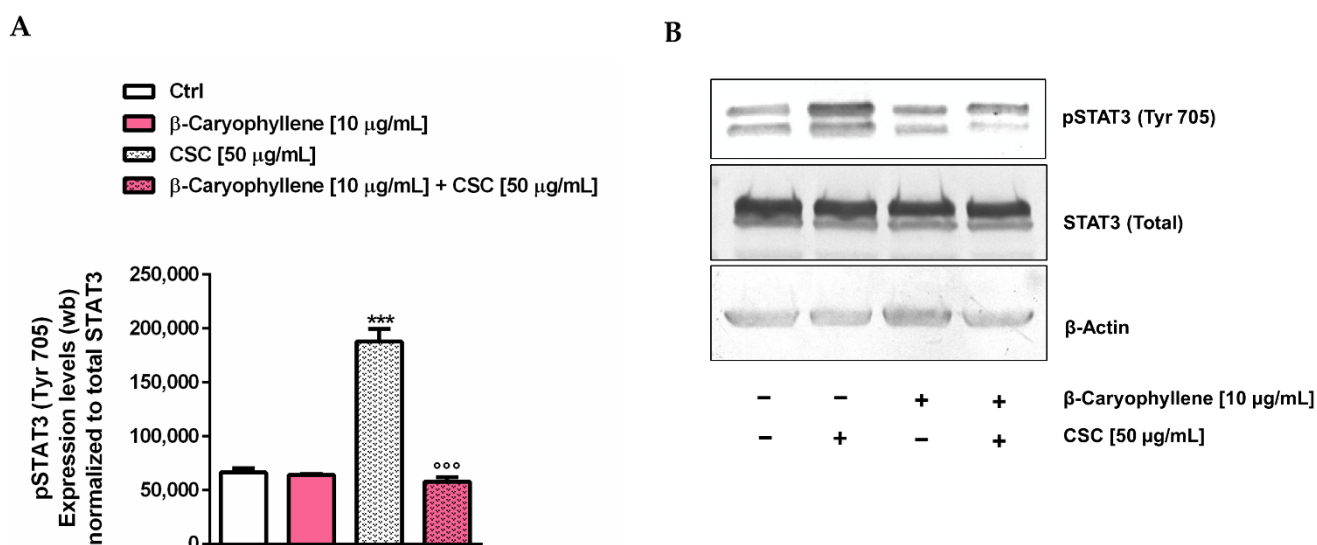 A
Ctrl
β-Caryophyllene [10 μg/mL]
CSC [50 μg/mL]
β-Caryophyllene [10 μg/mL] + CSC [50 μg/mL]
pSTAT3 (Tyr 705)
Expression levels (wb)
normalized to total STAT3
250,000
200,000
150,000
100,000
50,000
0
***
°°°
B
pSTAT3 (Tyr 705)
STAT3 (Total)
β-Actin
– – + + β-Caryophyllene [10 μg/mL]
– + – + CSC [50 μg/mL]